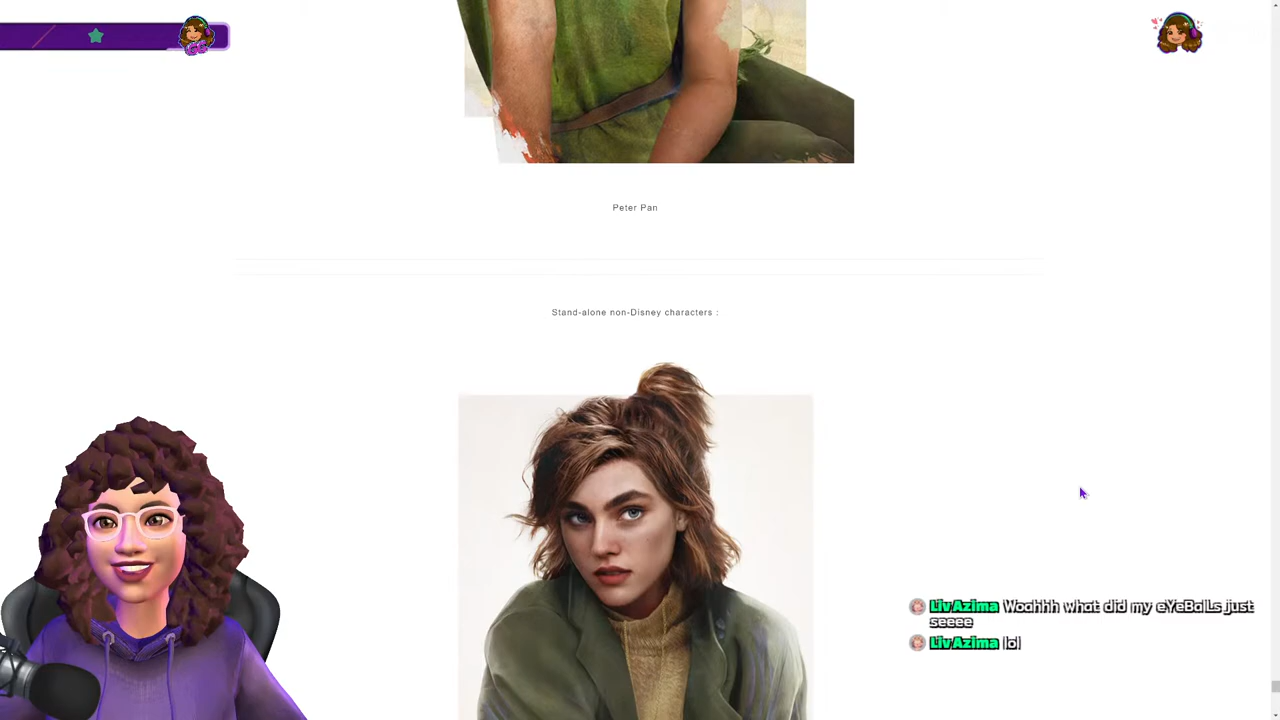 Peter Pan
Stand-alone non-Disney characters :
LivAzima Woahhh what did my eYeBalLs just
seeee
LivAzima lol